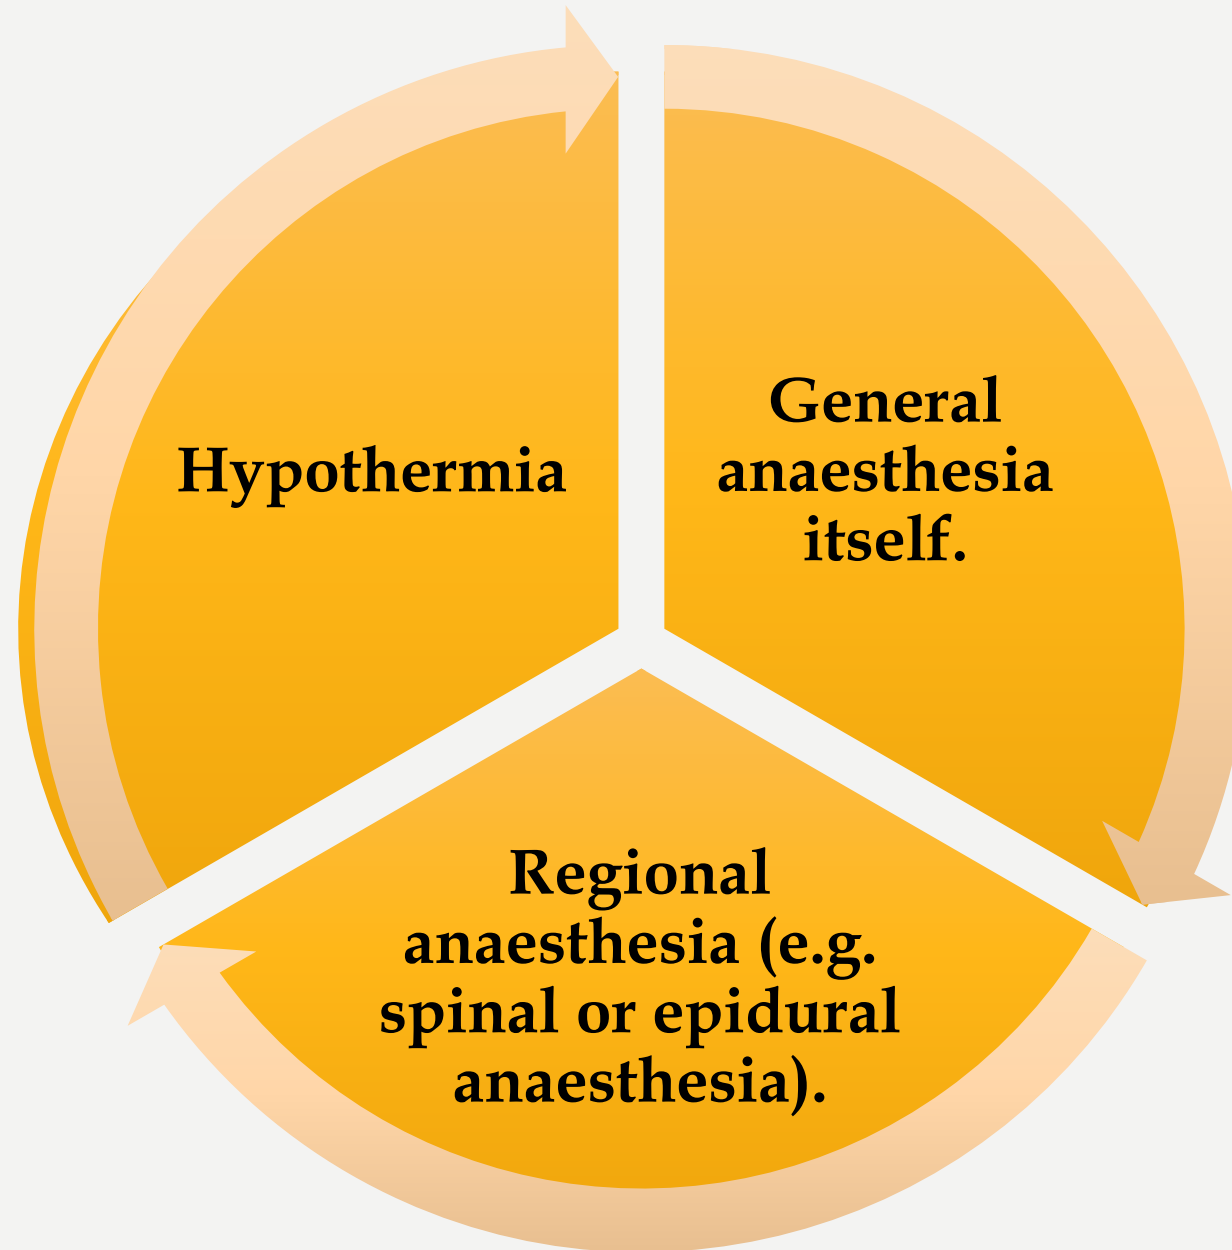 Hypothermia
General
anaesthesia
itself.
Regional
anaesthesia (e.g.
spinal or epidural
anaesthesia).